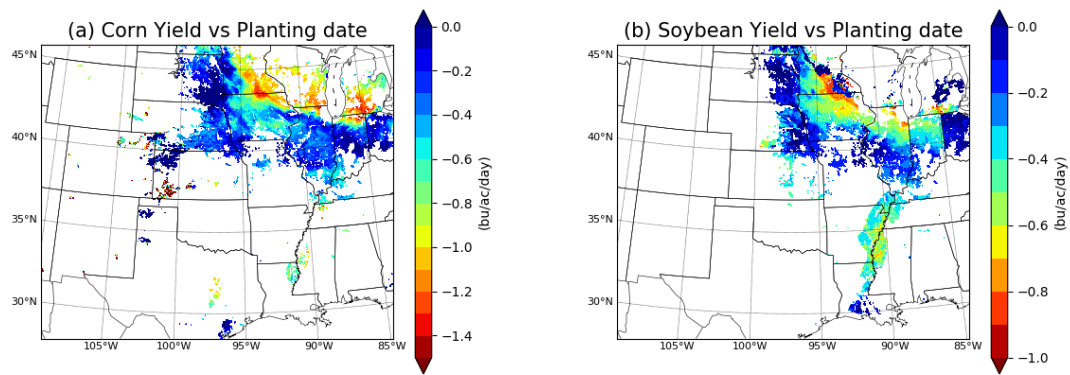 (a) Corn Yield vs Planting date
45°N
40°N
35°N
30°N
105°W 100°W 95°W 90°W 85°W
0.0
−0.2
−0.4
−0.6
−0.8
−1.0
−1.2
−1.4
(bu/ac/day)
(b) Soybean Yield vs Planting date
45°N
40°N
35°N
30°N
105°W 100°W 95°W 90°W 85°W
0.0
−0.2
−0.4
−0.6
−0.8
−1.0
(bu/ac/day)